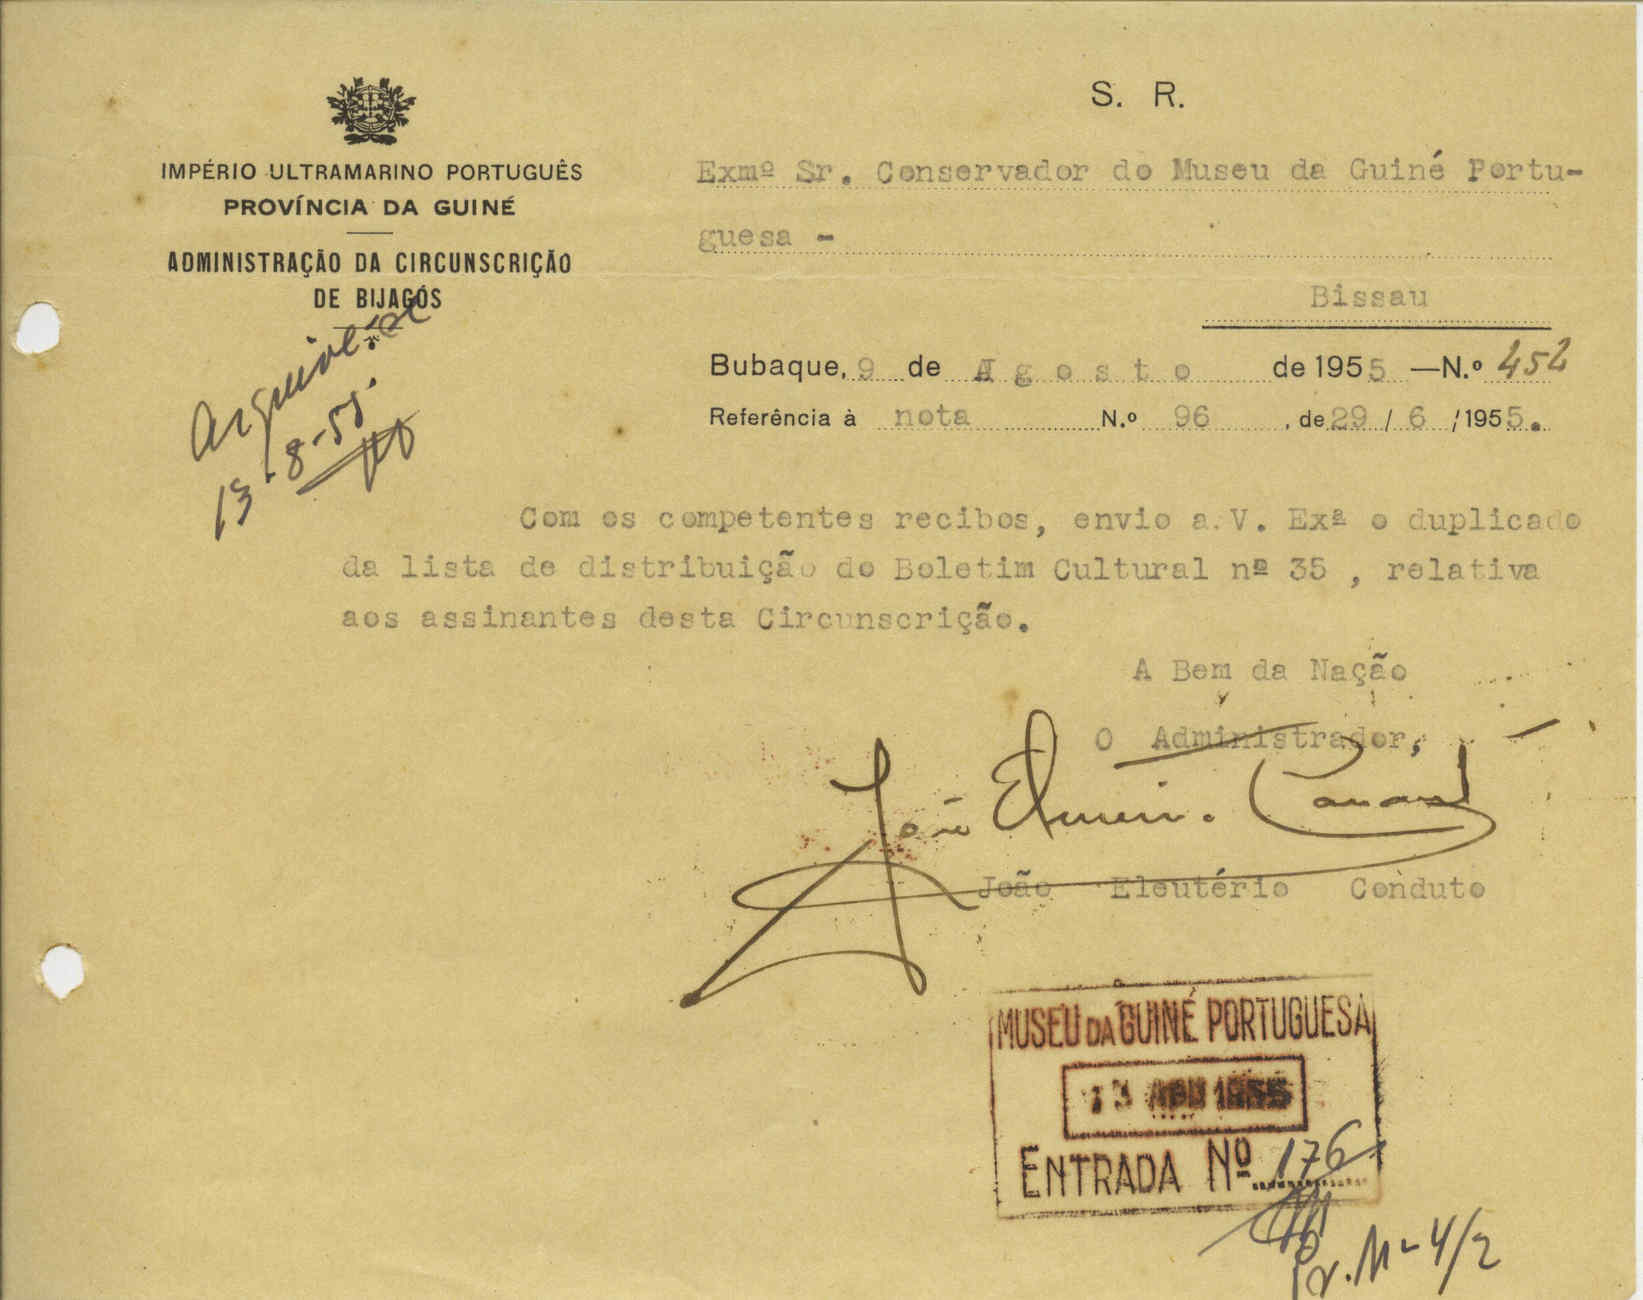 S. R.
IMPÉRIO ULTRAMARINO PORTUGUÊS
PROVÍNCIA DA GUINÉ
ADMINISTRAÇÃO DA CIRCUNSCRIÇÃO
DE BIJAGÓS
Exmº Sr. Conservador do Museu da Guiné Portu-
guesa -
Bissau
Bubaque, 9 de Agosto de 1955 —N.º 452
Referência à nota N.º 96 , de 29 / 6 / 1955.
Arquive-se
13-8-55.
Com os competentes recibos, envio a V. Exª o duplicado
da lista de distribuição do Boletim Cultural nº 35 , relativa
aos assinantes desta Circunscrição.
A Bem da Nação
O Administrador,
João Eleutério Conduto
MUSEU DA GUINÉ PORTUGUESA
13 1955
ENTRADA Nº 176
4/2